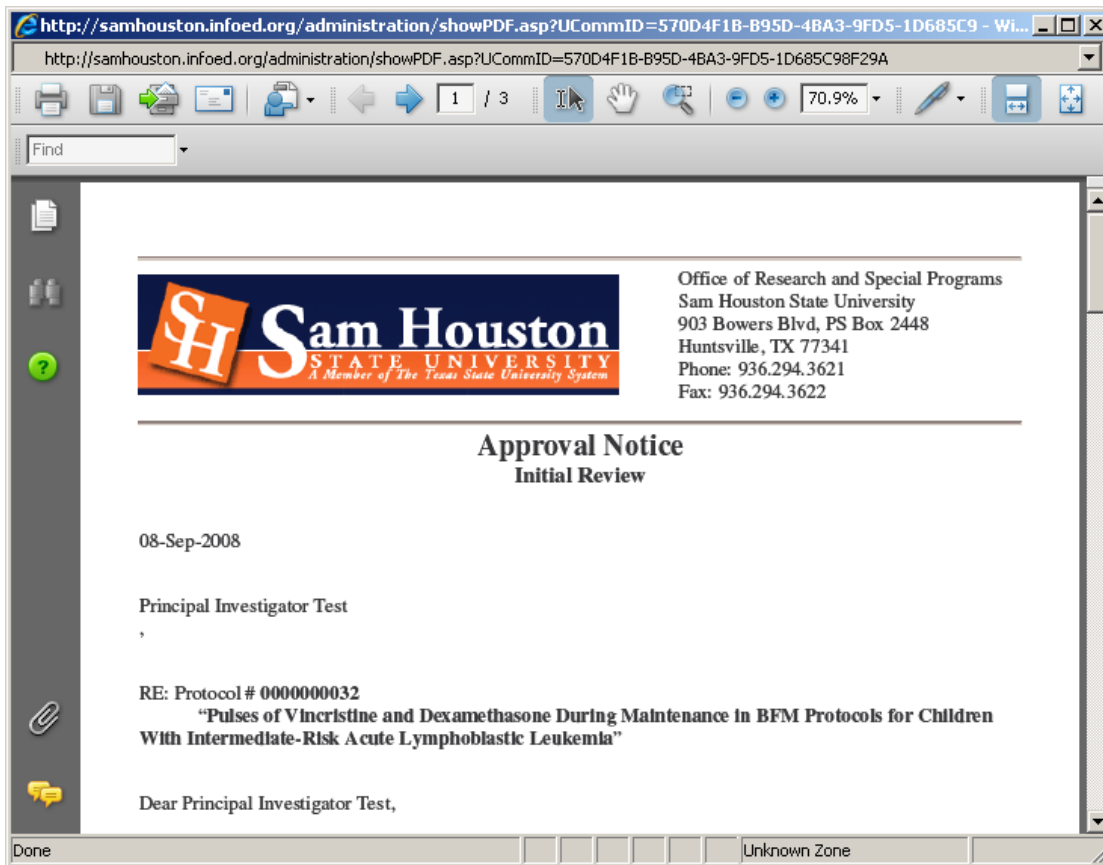 http://samhouston.infoed.org/administration/showPDF.asp?UCommID=570D4F1B-B95D-4BA3-9FD5-1D685C9 - Wi...
http://samhouston.infoed.org/administration/showPDF.asp?UCommID=570D4F1B-B95D-4BA3-9FD5-1D685C98F29A
1 / 3 70.9%
Find
SH Sam Houston
STATE UNIVERSITY
A Member of The Texas State University System
Office of Research and Special Programs
Sam Houston State University
903 Bowers Blvd, PS Box 2448
Huntsville, TX 77341
Phone: 936.294.3621
Fax: 936.294.3622
Approval Notice
Initial Review
08-Sep-2008
Principal Investigator Test
,
RE: Protocol # 0000000032
“Pulses of Vincristine and Dexamethasone During Maintenance in BFM Protocols for Children
With Intermediate-Risk Acute Lymphoblastic Leukemia”
Dear Principal Investigator Test,
Done Unknown Zone